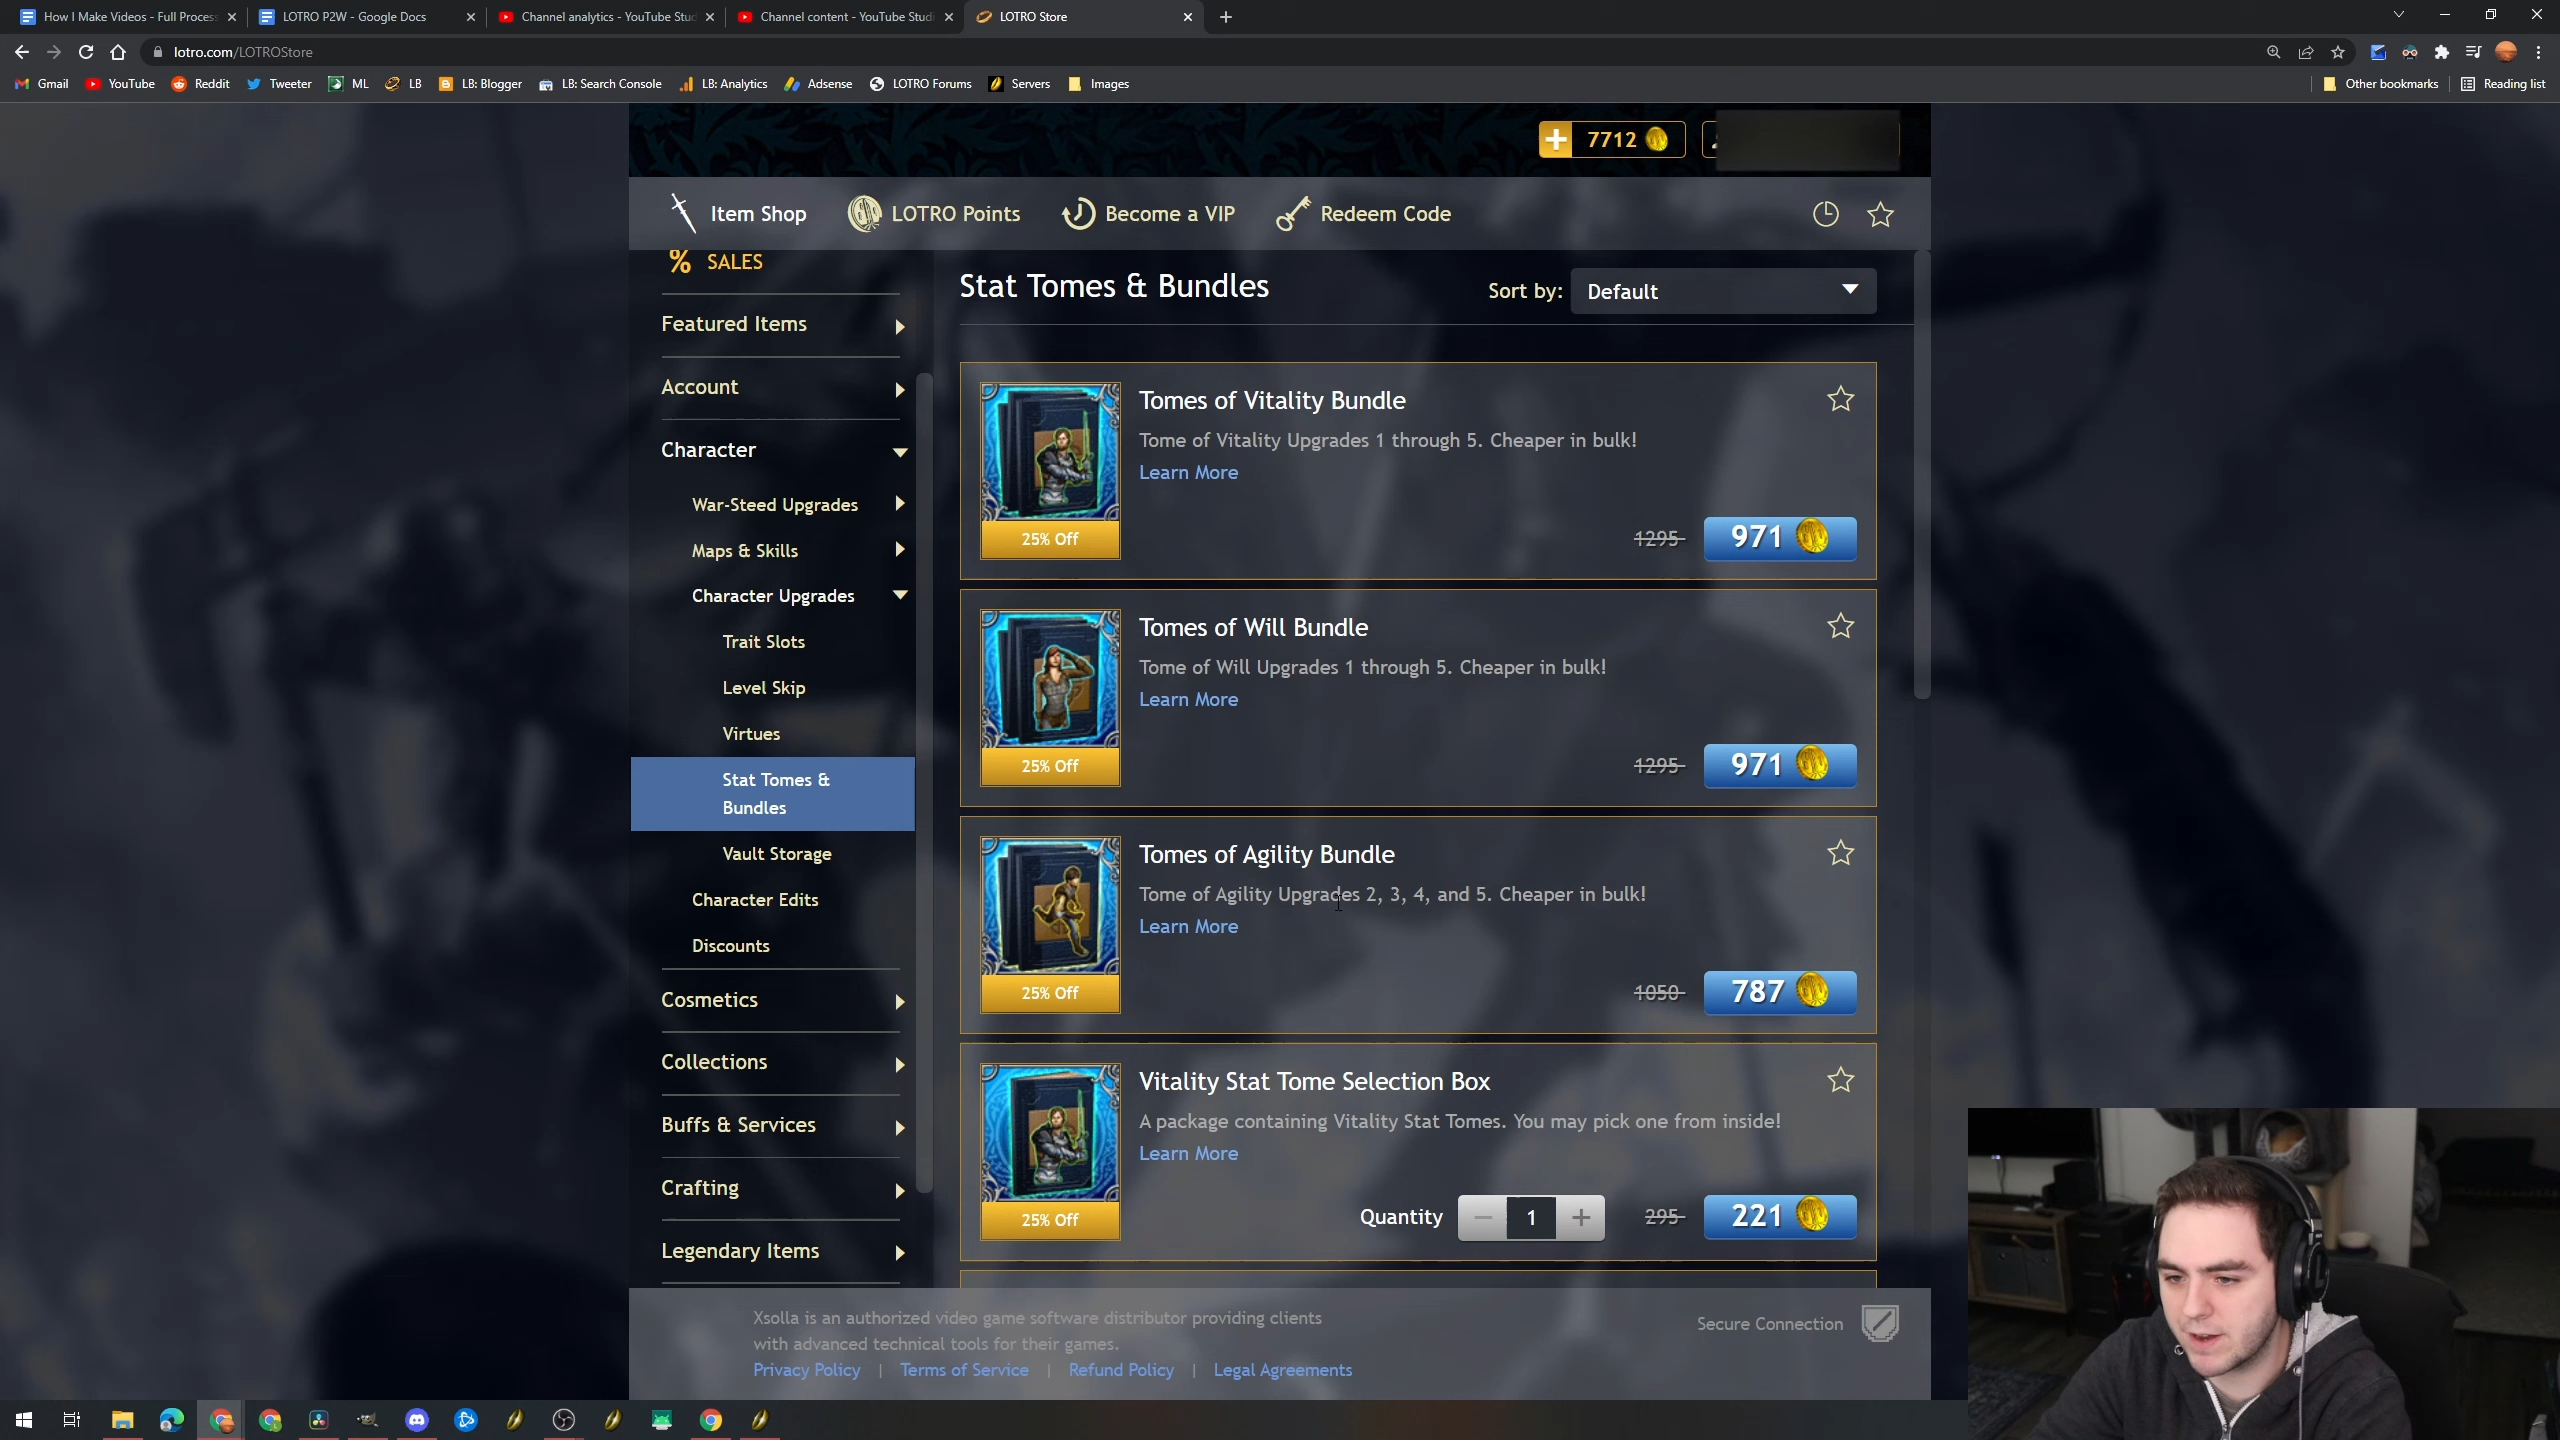 How I Make Videos - Full Process
LOTRO P2W - Google Docs
Channel analytics - YouTube Stud
Channel content - YouTube Studi
LOTRO Store
lotro.com/LOTROStore
Gmail
YouTube
Reddit
Tweeter
ML
LB
LB: Blogger
LB: Search Console
LB: Analytics
Adsense
LOTRO Forums
Servers
Images
Other bookmarks
Reading list
7712
Item Shop
LOTRO Points
Become a VIP
Redeem Code
% SALES
Featured Items
Account
Character
War-Steed Upgrades
Maps & Skills
Character Upgrades
Trait Slots
Level Skip
Virtues
Stat Tomes &
Bundles
Vault Storage
Character Edits
Discounts
Cosmetics
Collections
Buffs & Services
Crafting
Legendary Items
Stat Tomes & Bundles
Sort by: Default
Tomes of Vitality Bundle
Tome of Vitality Upgrades 1 through 5. Cheaper in bulk!
Learn More
25% Off
1295 971
Tomes of Will Bundle
Tome of Will Upgrades 1 through 5. Cheaper in bulk!
Learn More
25% Off
1295 971
Tomes of Agility Bundle
Tome of Agility Upgrades 2, 3, 4, and 5. Cheaper in bulk!
Learn More
25% Off
1050 787
Vitality Stat Tome Selection Box
A package containing Vitality Stat Tomes. You may pick one from inside!
Learn More
25% Off
Quantity − 1 + 295 221
Xsolla is an authorized video game software distributor providing clients
with advanced technical tools for their games.
Privacy Policy | Terms of Service | Refund Policy | Legal Agreements
Secure Connection